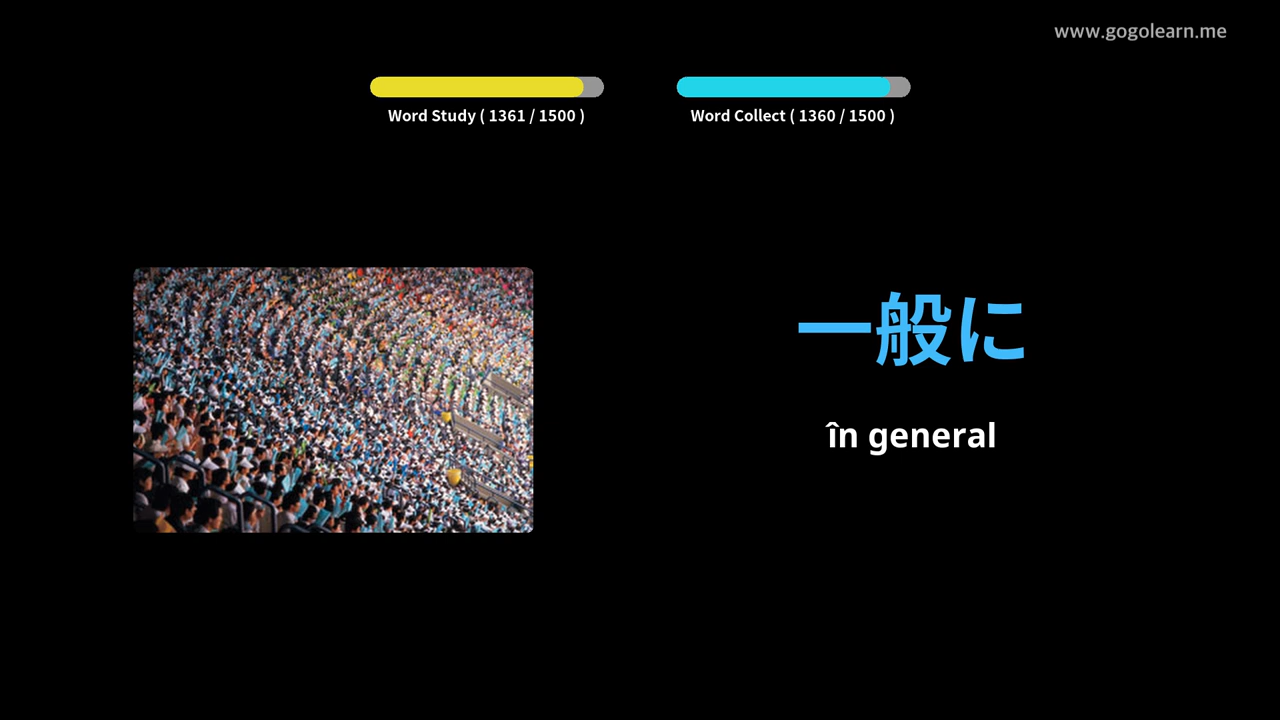 www.gogolearn.me
Word Study ( 1361 / 1500 )
Word Collect ( 1360 / 1500 )
一般に
în general